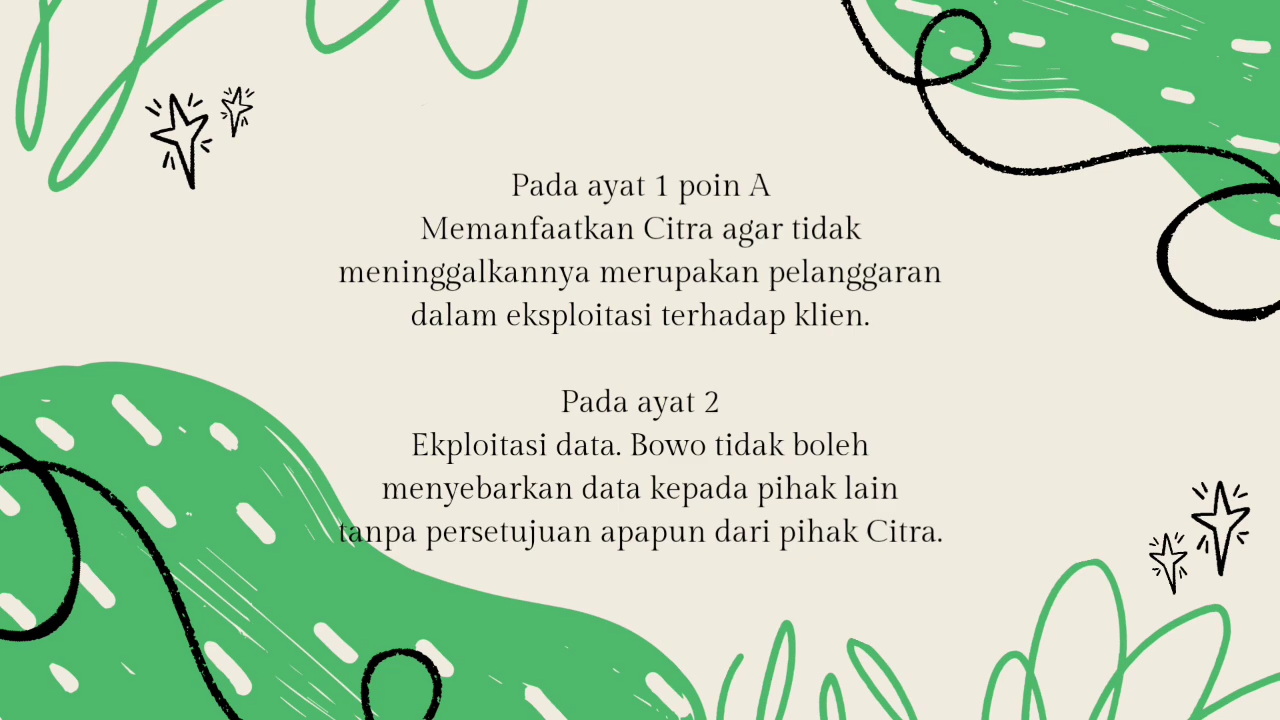 Pada ayat 1 poin A
Memanfaatkan Citra agar tidak
meninggalkannya merupakan pelanggaran
dalam eksploitasi terhadap klien.
Pada ayat 2
Ekploitasi data. Bowo tidak boleh
menyebarkan data kepada pihak lain
tanpa persetujuan apapun dari pihak Citra.